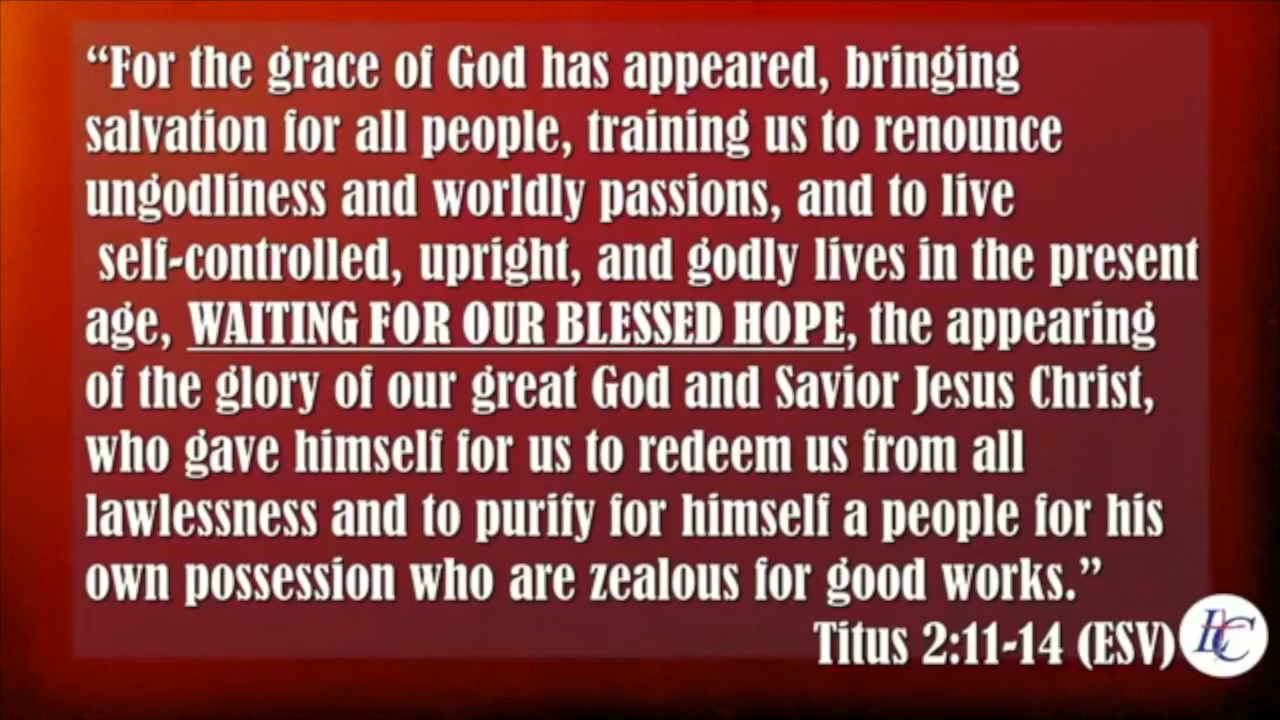 “For the grace of God has appeared, bringing
salvation for all people, training us to renounce
ungodliness and worldly passions, and to live
self-controlled, upright, and godly lives in the present
age, WAITING FOR OUR BLESSED HOPE, the appearing
of the glory of our great God and Savior Jesus Christ,
who gave himself for us to redeem us from all
lawlessness and to purify for himself a people for his
own possession who are zealous for good works.”
Titus 2:11-14 (ESV)